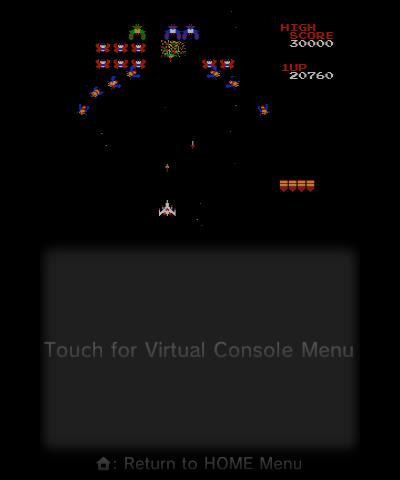 HIGH
SCORE
30000
1UP
20760
Touch for Virtual Console Menu
: Return to HOME Menu